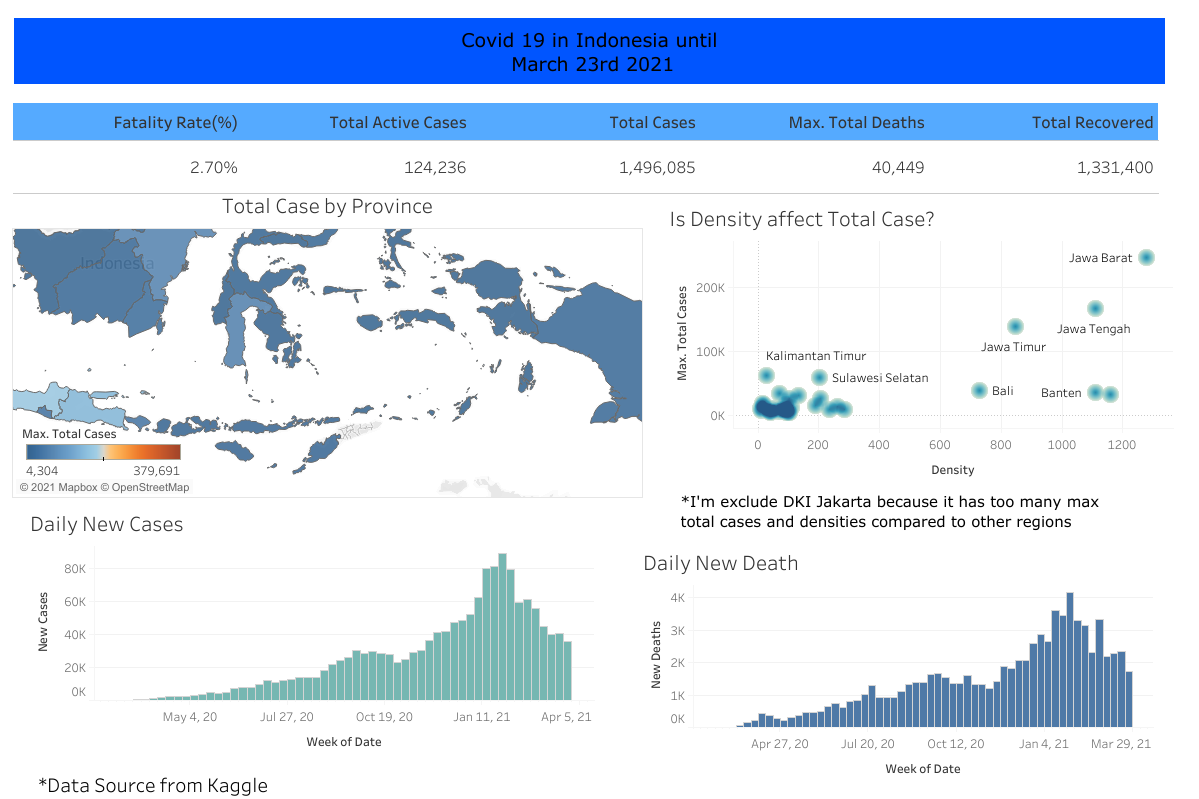 Covid 19 in Indonesia until
March 23rd 2021
Fatality Rate(%) Total Active Cases Total Cases Max. Total Deaths Total Recovered
2.70% 124,236 1,496,085 40,449 1,331,400
Total Case by Province
Indonesia
Max. Total Cases
4,304 379,691
© 2021 Mapbox © OpenStreetMap
Is Density affect Total Case?
Max. Total Cases
200K
100K
0K
Jawa Barat
Jawa Tengah
Jawa Timur
Kalimantan Timur
Sulawesi Selatan
Bali
Banten
0 200 400 600 800 1000 1200
Density
*I'm exclude DKI Jakarta because it has too many max
total cases and densities compared to other regions
Daily New Cases
New Cases
80K
60K
40K
20K
0K
May 4, 20 Jul 27, 20 Oct 19, 20 Jan 11, 21 Apr 5, 21
Week of Date
Daily New Death
New Deaths
4K
3K
2K
1K
0K
Apr 27, 20 Jul 20, 20 Oct 12, 20 Jan 4, 21 Mar 29, 21
Week of Date
*Data Source from Kaggle